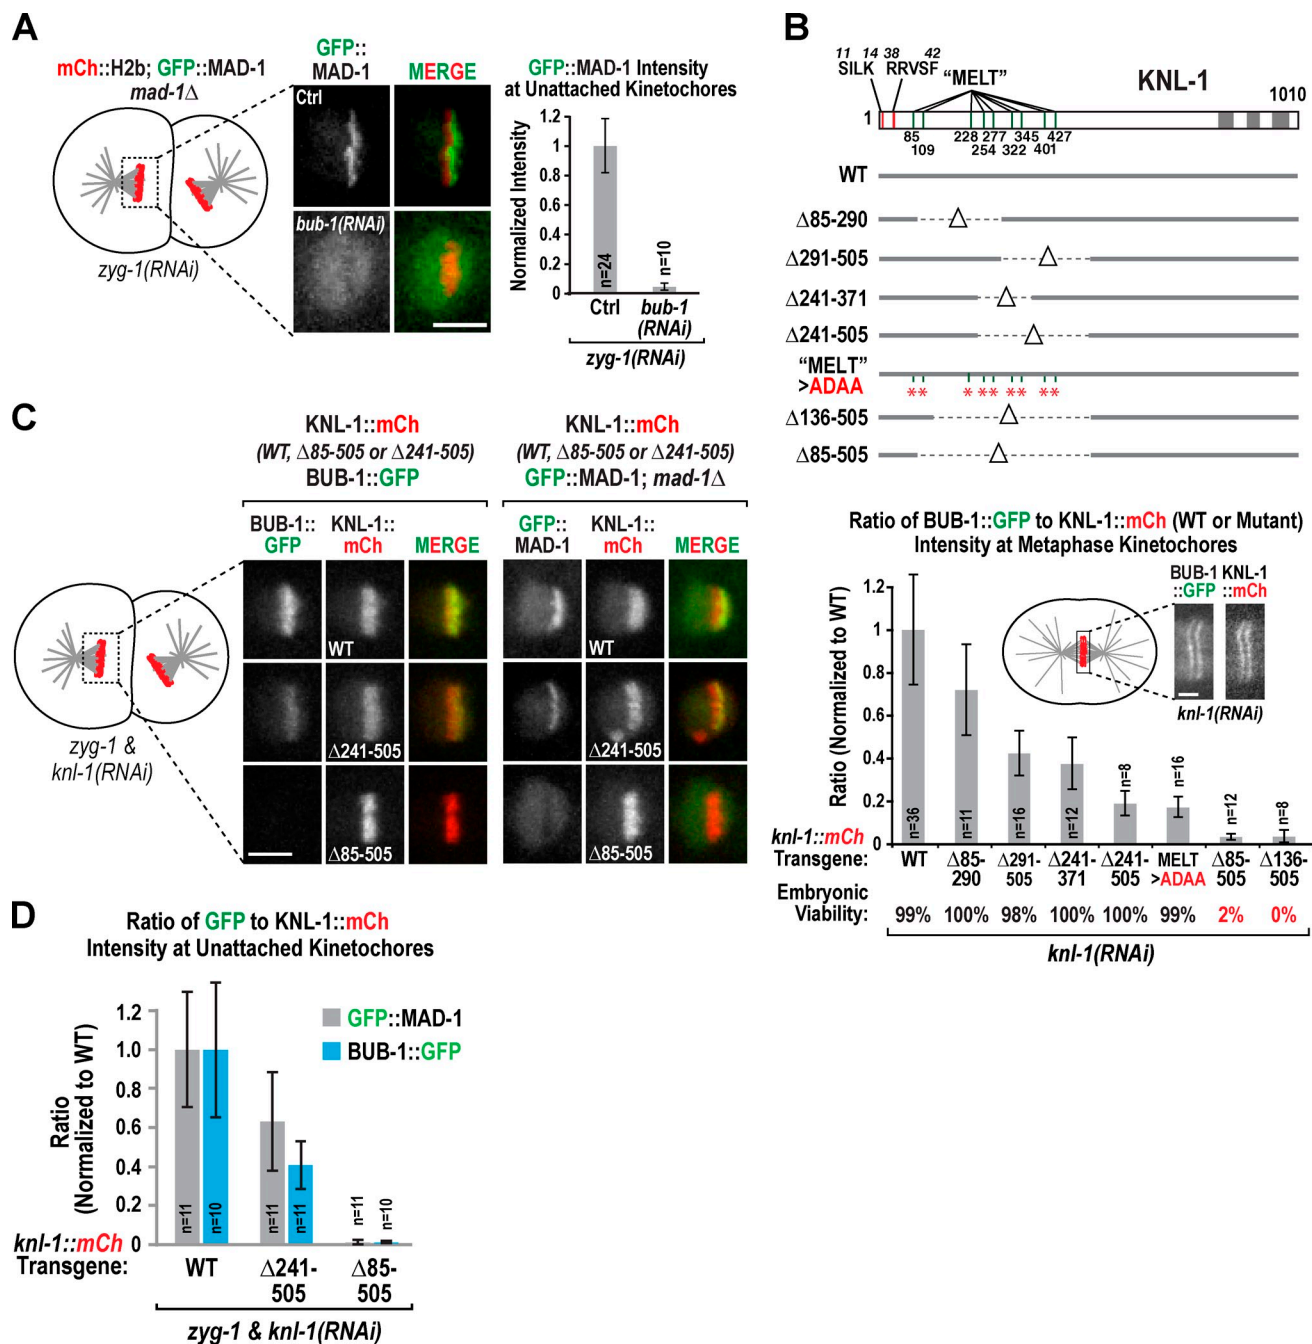 A
mCh::H2b; GFP::MAD-1
mad-1Δ
zyg-1(RNAi)
GFP::
MAD-1
MERGE
Ctrl
bub-1(RNAi)
GFP::MAD-1 Intensity
at Unattached Kinetochores
Normalized Intensity
1.2
1
0.8
0.6
0.4
0.2
0
n=24
n=10
Ctrl
bub-1
(RNAi)
zyg-1(RNAi)
B
11 14 38 42
SILK RRVSF
"MELT"
KNL-1
1
1010
85 228 277 345 427
109 254 322 401
WT
Δ85-290
Δ
Δ291-505
Δ
Δ241-371
Δ
Δ241-505
Δ
"MELT"
>ADAA
** * ** ** **
Δ136-505
Δ
Δ85-505
Δ
Ratio of BUB-1::GFP to KNL-1::mCh (WT or Mutant)
Intensity at Metaphase Kinetochores
Ratio (Normalized to WT)
1.2
1
0.8
0.6
0.4
0.2
0
BUB-1 KNL-1
::GFP ::mCh
knl-1(RNAi)
n=36
n=11
n=16
n=12
n=8
n=16
n=12
n=8
knl-1::mCh
Transgene:
WT Δ85-290 Δ291-505 Δ241-371 Δ241-505 MELT>ADAA Δ85-505 Δ136-505
Embryonic
Viability:
99% 100% 98% 100% 100% 99% 2% 0%
knl-1(RNAi)
C
zyg-1 &
knl-1(RNAi)
KNL-1::mCh
(WT, Δ85-505 or Δ241-505)
BUB-1::GFP
BUB-1::
GFP
KNL-1::
mCh
MERGE
WT
Δ241-505
Δ85-505
KNL-1::mCh
(WT, Δ85-505 or Δ241-505)
GFP::MAD-1; mad-1Δ
GFP::
MAD-1
KNL-1::
mCh
MERGE
WT
Δ241-505
Δ85-505
D
Ratio of GFP to KNL-1::mCh
Intensity at Unattached Kinetochores
Ratio
(Normalized to WT)
1.2
1.0
0.8
0.6
0.4
0.2
0
GFP::MAD-1
BUB-1::GFP
n=11
n=10
n=11
n=11
n=11
n=10
knl-1::mCh
Transgene:
WT
Δ241-
505
Δ85-
505
zyg-1 & knl-1(RNAi)